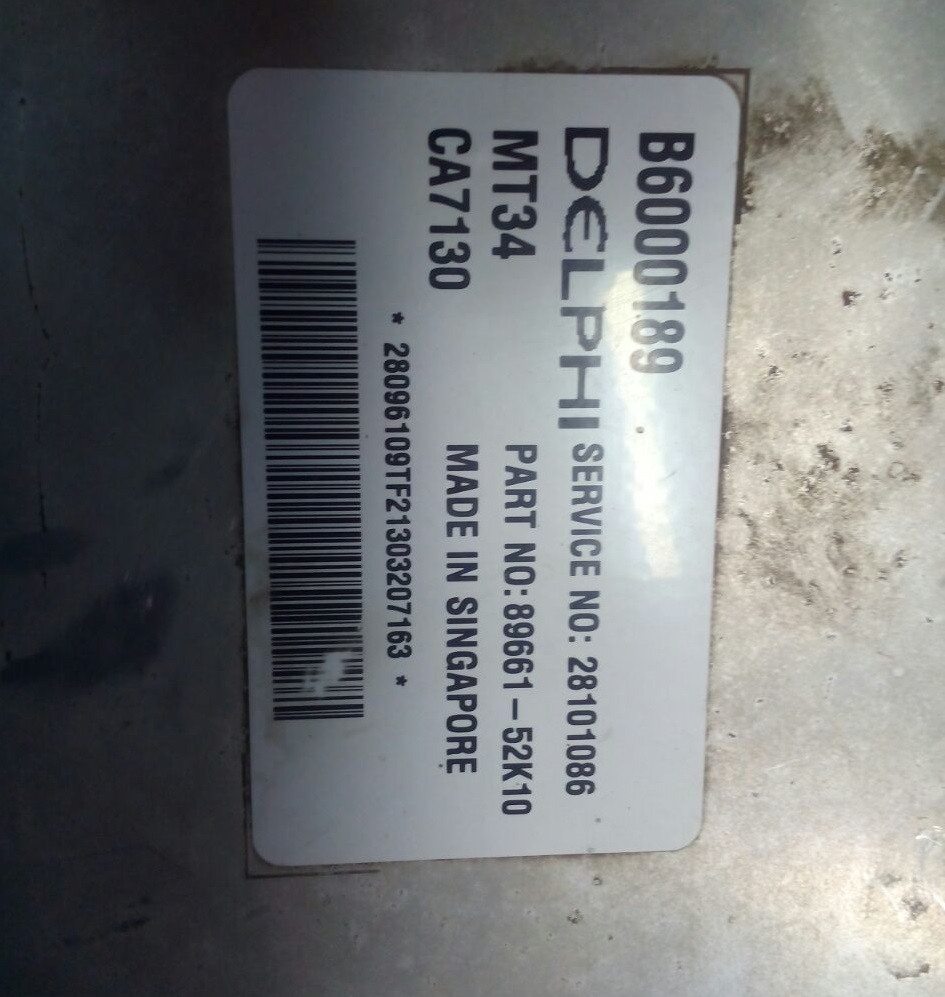 B6000189
DELPHI SERVICE NO: 28101086
MT34 PART NO:89661-52K10
CA7130 MADE IN SINGAPORE
* 28096109TF21303207163 *